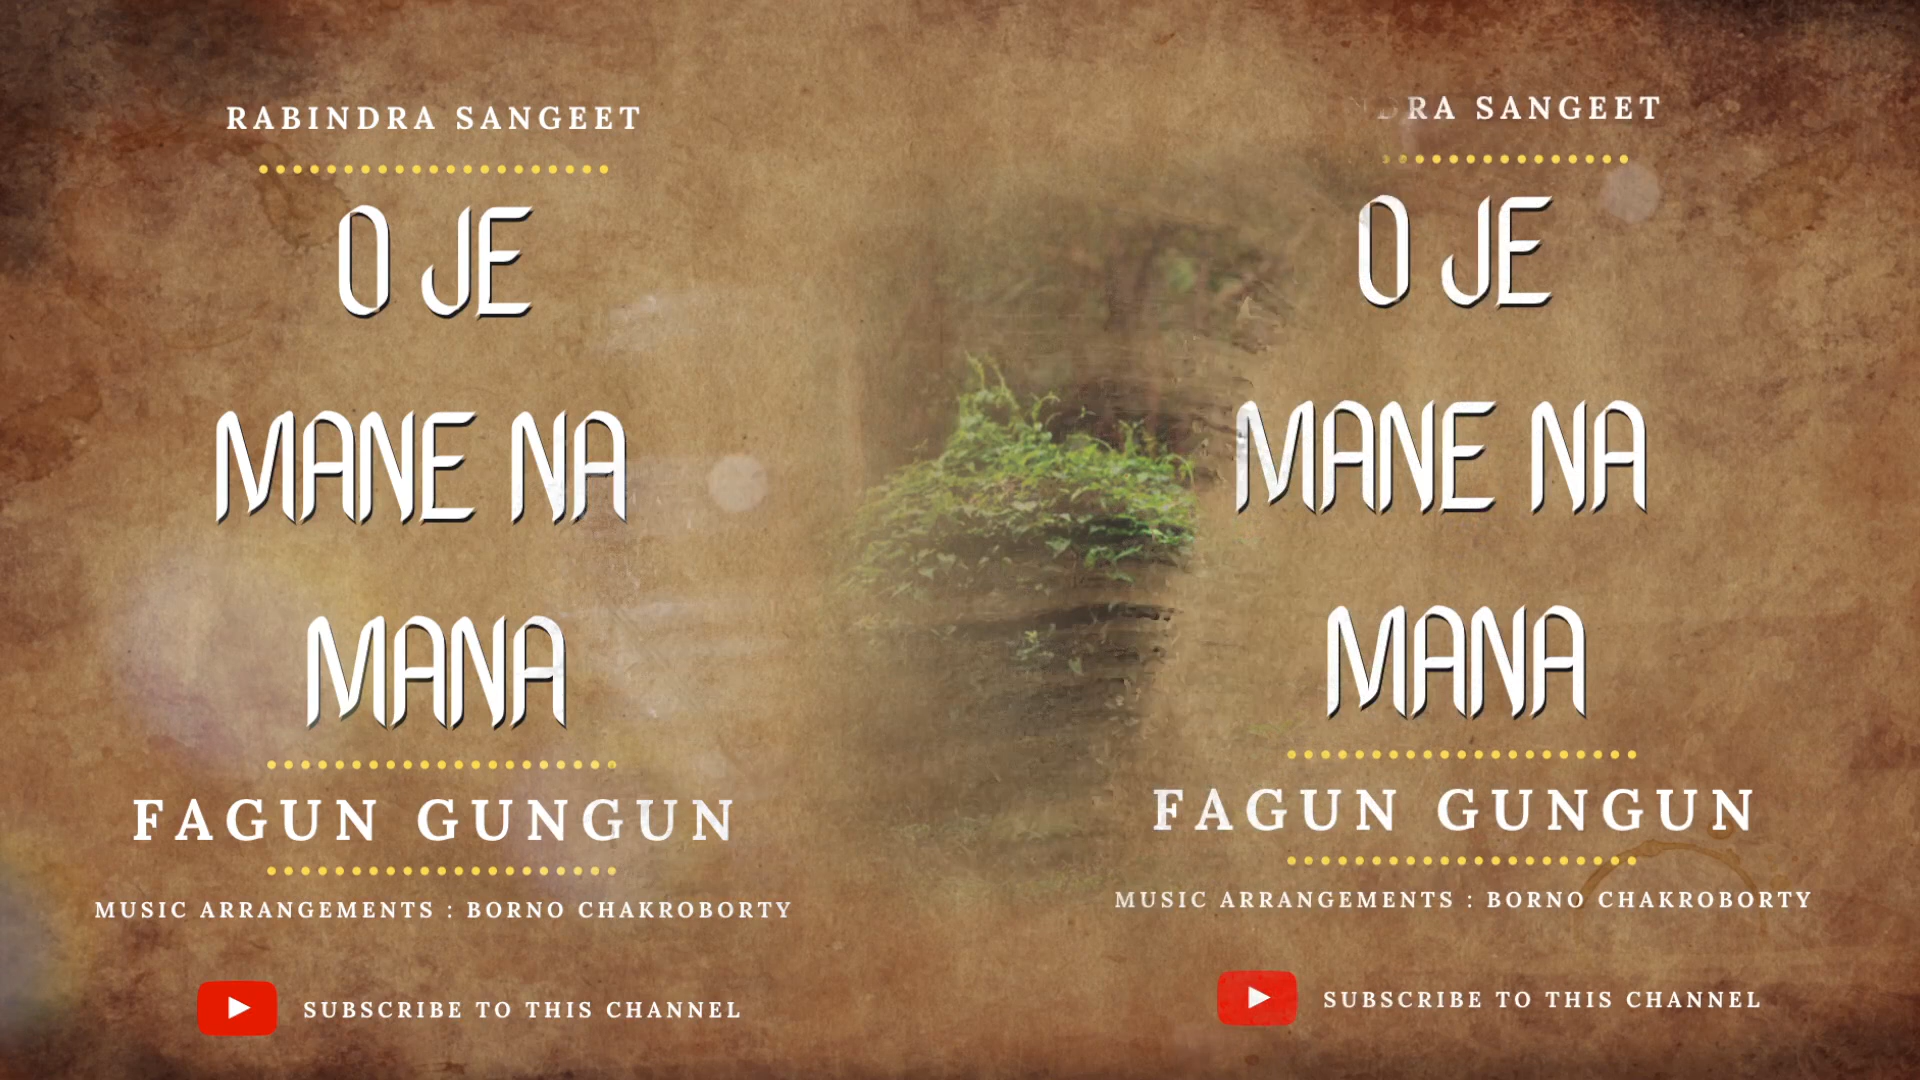 RABINDRA SANGEET
O JE
MANE NA
MANA
FAGUN GUNGUN
MUSIC ARRANGEMENTS : BORNO CHAKROBORTY
SUBSCRIBE TO THIS CHANNEL
SANGEET
O JE
MANE NA
MANA
FAGUN GUNGUN
MUSIC ARRANGEMENTS : BORNO CHAKROBORTY
SUBSCRIBE TO THIS CHANNEL